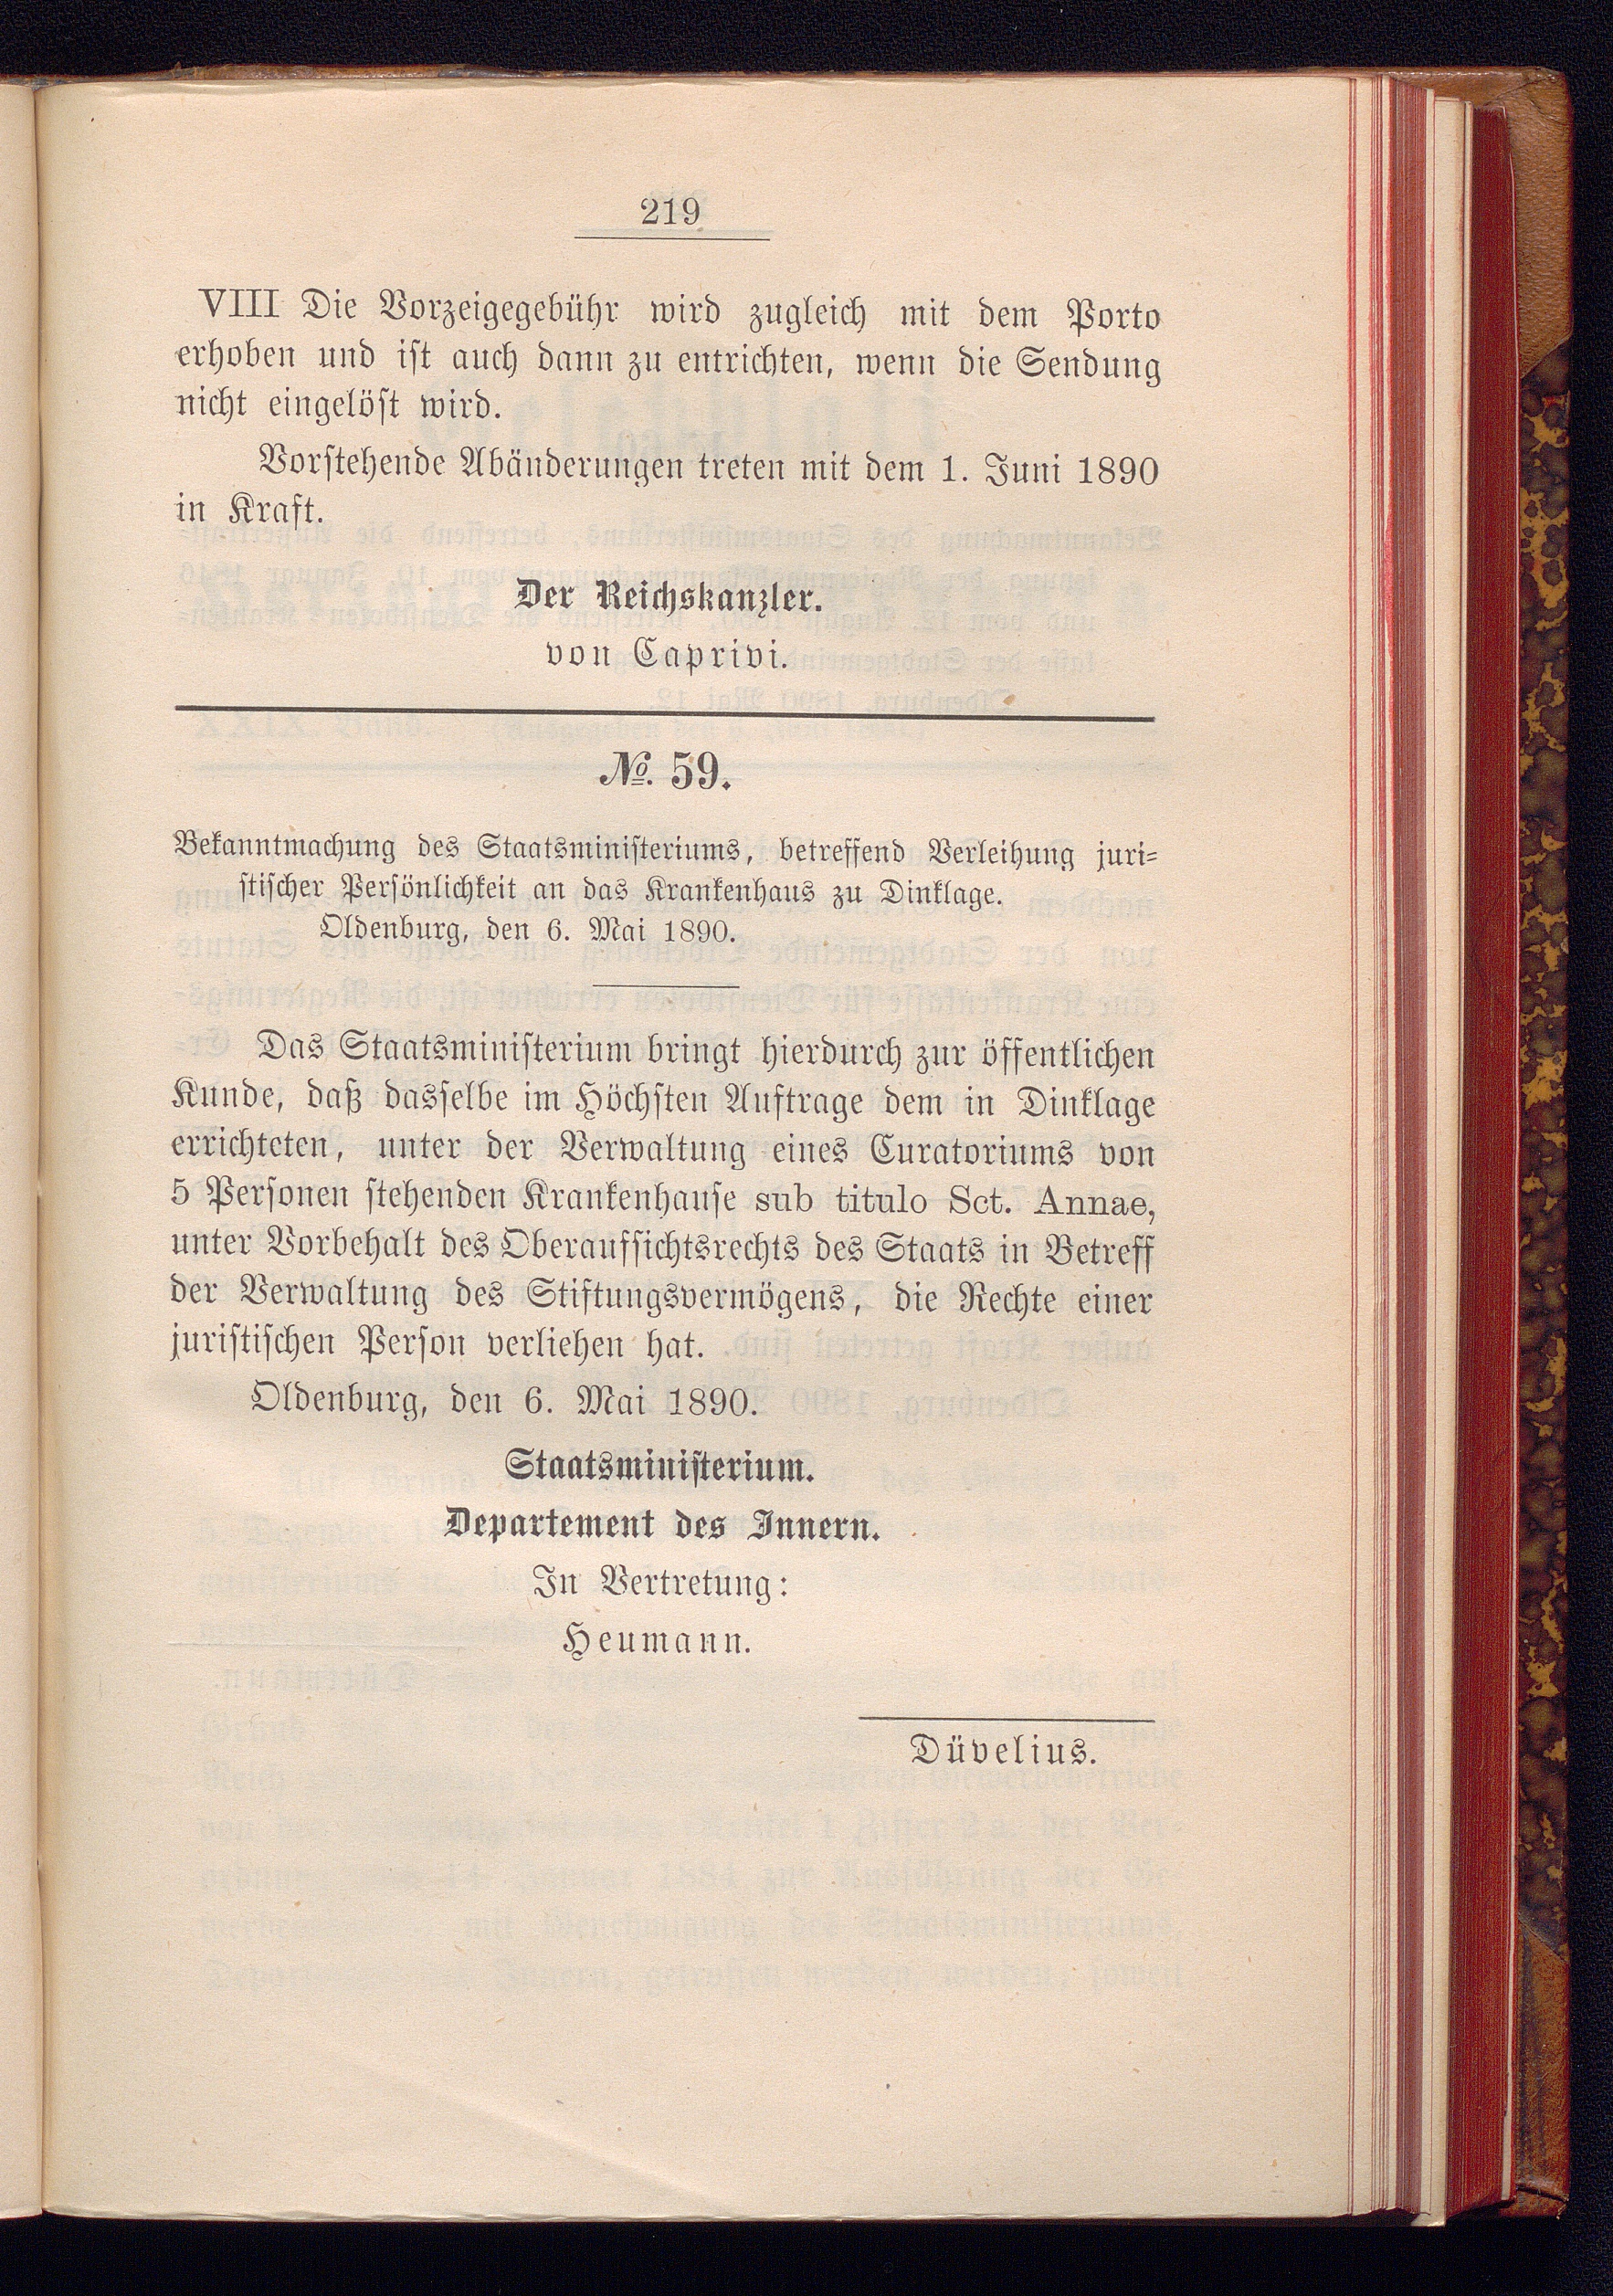 219
VIII Die Vorzeigegebühr wird zugleich mit dem Porto
erhoben und ist auch dann zu entrichten, wenn die Sendung
nicht eingelöst wird.
Vorstehende Abänderungen treten mit dem 1. Juni 1890
in Kraft.
Der Reichskanzler.
von Caprivi.
№. 59.
Bekanntmachung des Staatsministeriums, betreffend Verleihung juri-
stischer Persönlichkeit an das Krankenhaus zu Dinklage.
Oldenburg, den 6. Mai 1890.
Das Staatsministerium bringt hierdurch zur öffentlichen
Kunde, daß dasselbe im Höchsten Auftrage dem in Dinklage
errichteten, unter der Verwaltung eines Curatoriums von
5 Personen stehenden Krankenhause sub titulo Sct. Annae,
unter Vorbehalt des Oberaufsichtsrechts des Staats in Betreff
der Verwaltung des Stiftungsvermögens, die Rechte einer
juristischen Person verliehen hat.
Oldenburg, den 6. Mai 1890.
Staatsministerium.
Departement des Innern.
In Vertretung:
Heumann.
Düvelius.